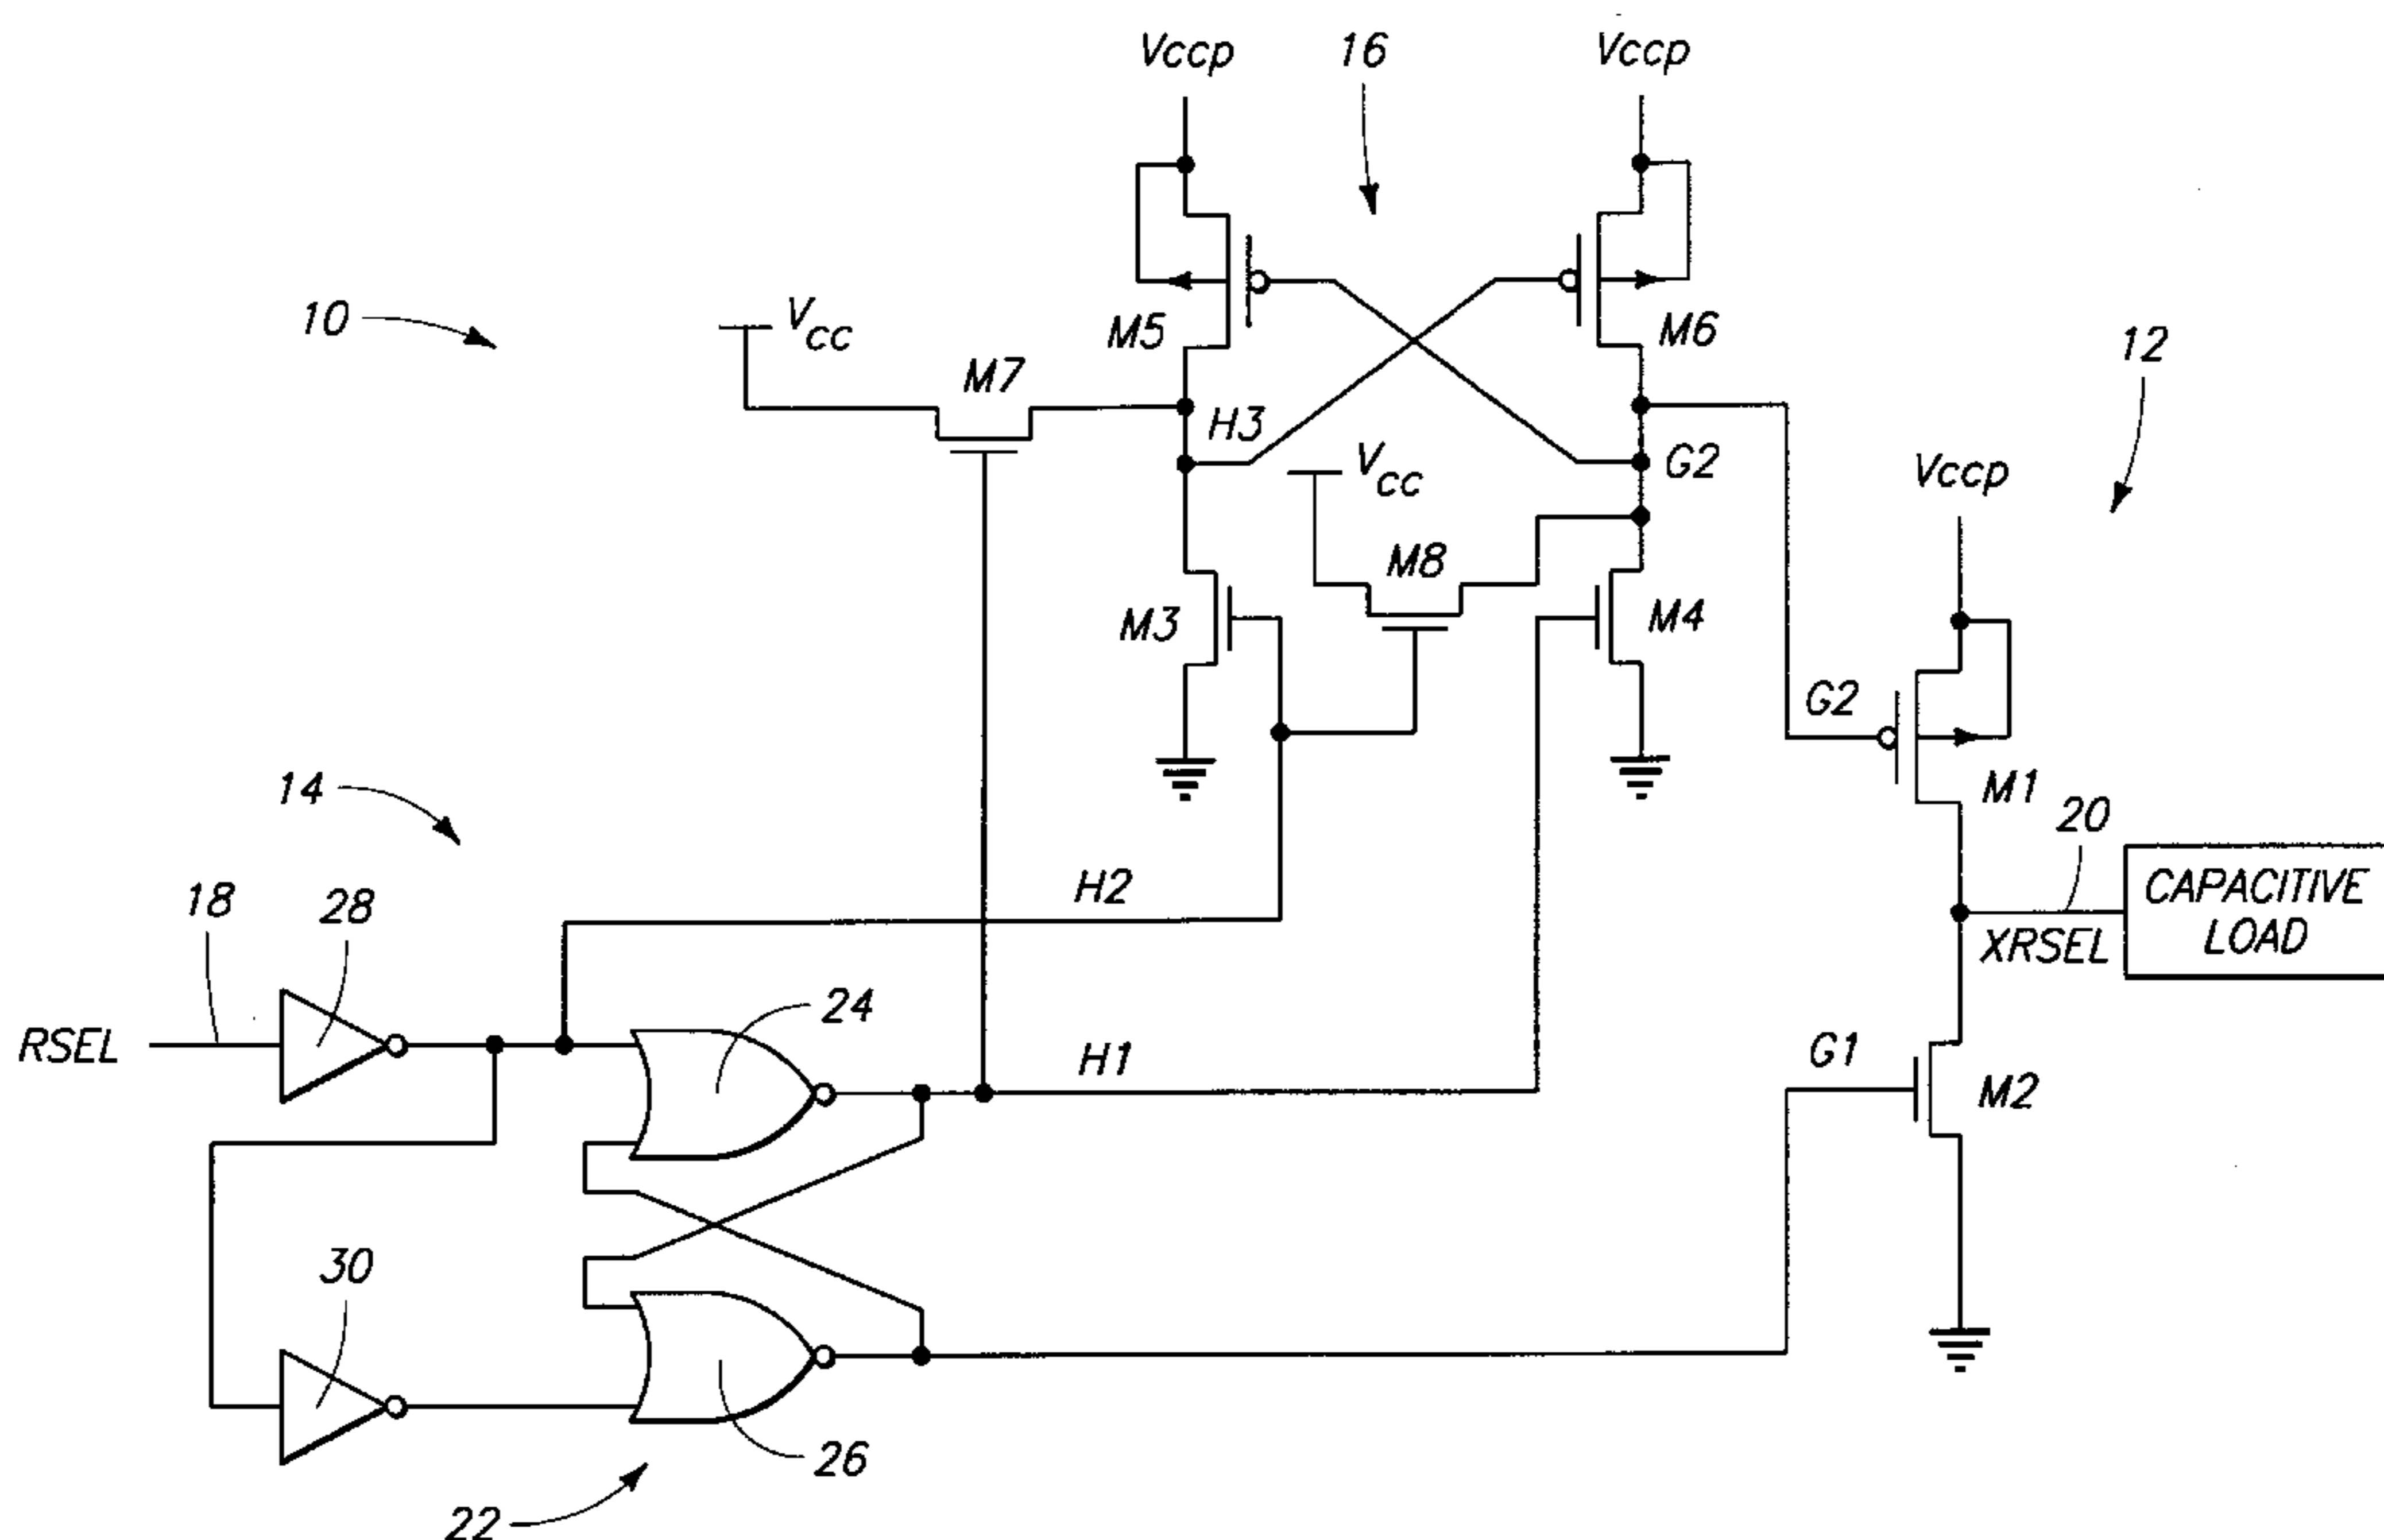 Vccp
16
Vccp
10
VCC
M7
M5
M6
12
H3
VCC
G2
Vccp
M8
M3
M4
G2
M1
14
20
18
28
H2
CAPACITIVE
LOAD
XRSEL
24
RSEL
H1
G1
M2
30
26
22